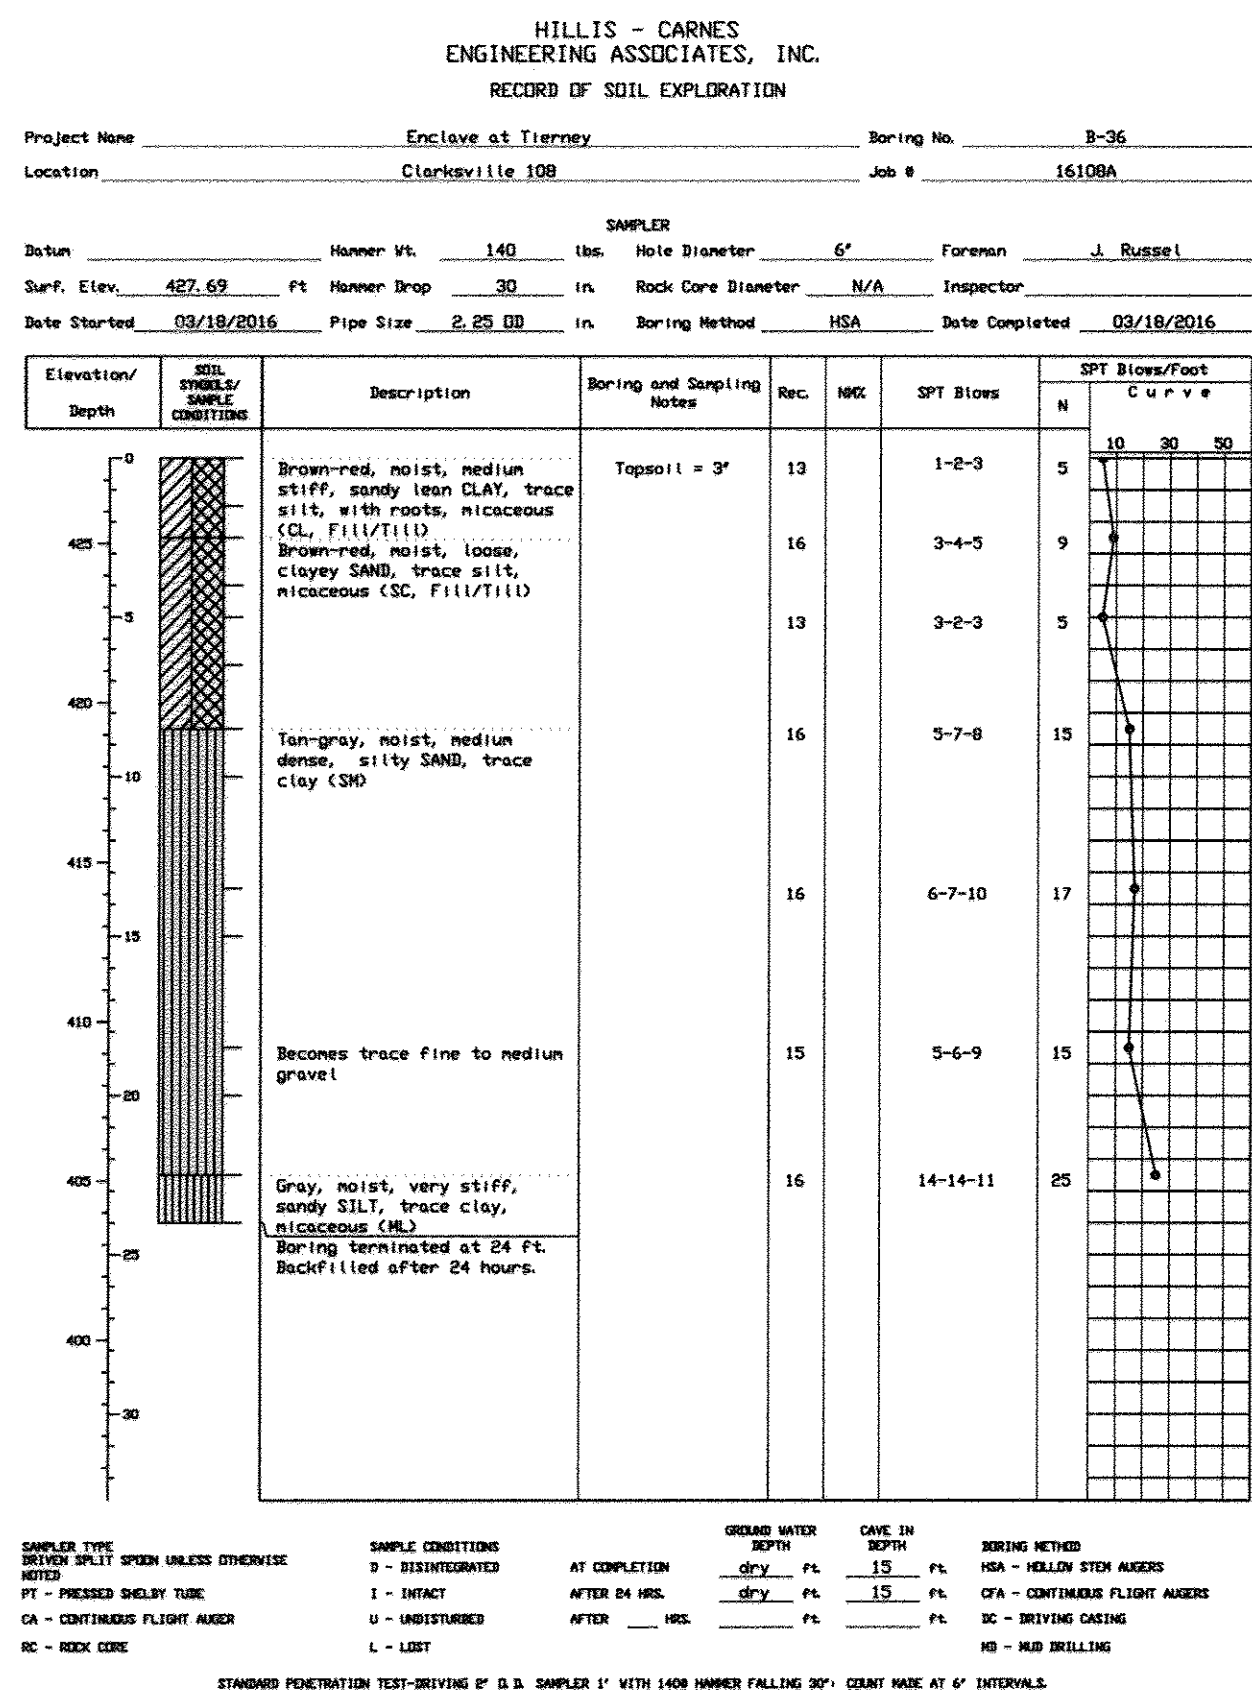 HILLIS - CARNES
ENGINEERING ASSOCIATES, INC.
RECORD OF SOIL EXPLORATION
Project Name Enclave at Tierney Boring No. B-36
Location Clarksville 108 Job # 16108A
SAMPLER
Datum Hammer Wt. 140 lbs. Hole Diameter 6" Foreman J. Russel
Surf. Elev. 427.69 ft Hammer Drop 30 in. Rock Core Diameter N/A Inspector
Date Started 03/18/2016 Pipe Size 2.25 OD in. Boring Method HSA Date Completed 03/18/2016
Elevation/
Depth
SOIL
SYMBOLS/
SAMPLE
CONDITIONS
Description
Boring and Sampling
Notes
Rec.
NM%
SPT Blows
SPT Blows/Foot
N
Curve
10 30 50
0
Brown-red, moist, medium
stiff, sandy lean CLAY, trace
silt, with roots, micaceous
(CL, Fill/Till)
Topsoil = 3" 13 1-2-3 5
425
Brown-red, moist, loose,
clayey SAND, trace silt,
micaceous (SC, Fill/Till)
16 3-4-5 9
5 13 3-2-3 5
420
Tan-gray, moist, medium
dense, silty SAND, trace
clay (SM)
16 5-7-8 15
10
415
16 6-7-10 17
15
410
Becomes trace fine to medium
gravel
15 5-6-9 15
20
405
Gray, moist, very stiff,
sandy SILT, trace clay,
micaceous (ML)
16 14-14-11 25
Boring terminated at 24 ft.
Backfilled after 24 hours.
25
400
30
SAMPLER TYPE
DRIVEN SPLIT SPOON UNLESS OTHERWISE
NOTED
PT - PRESSED SHELBY TUBE
CA - CONTINUOUS FLIGHT AUGER
RC - ROCK CORE
SAMPLE CONDITIONS
D - DISINTEGRATED
I - INTACT
U - UNDISTURBED
L - LOST
GROUND WATER
DEPTH
CAVE IN
DEPTH
AT COMPLETION dry ft. 15 ft.
AFTER 24 HRS. dry ft. 15 ft.
AFTER HRS. ft. ft.
BORING METHOD
HSA - HOLLOW STEM AUGERS
CFA - CONTINUOUS FLIGHT AUGERS
DC - DRIVING CASING
MD - MUD DRILLING
STANDARD PENETRATION TEST-DRIVING 2" O.D. SAMPLER 1' WITH 140# HAMMER FALLING 30"; COUNT MADE AT 6" INTERVALS.